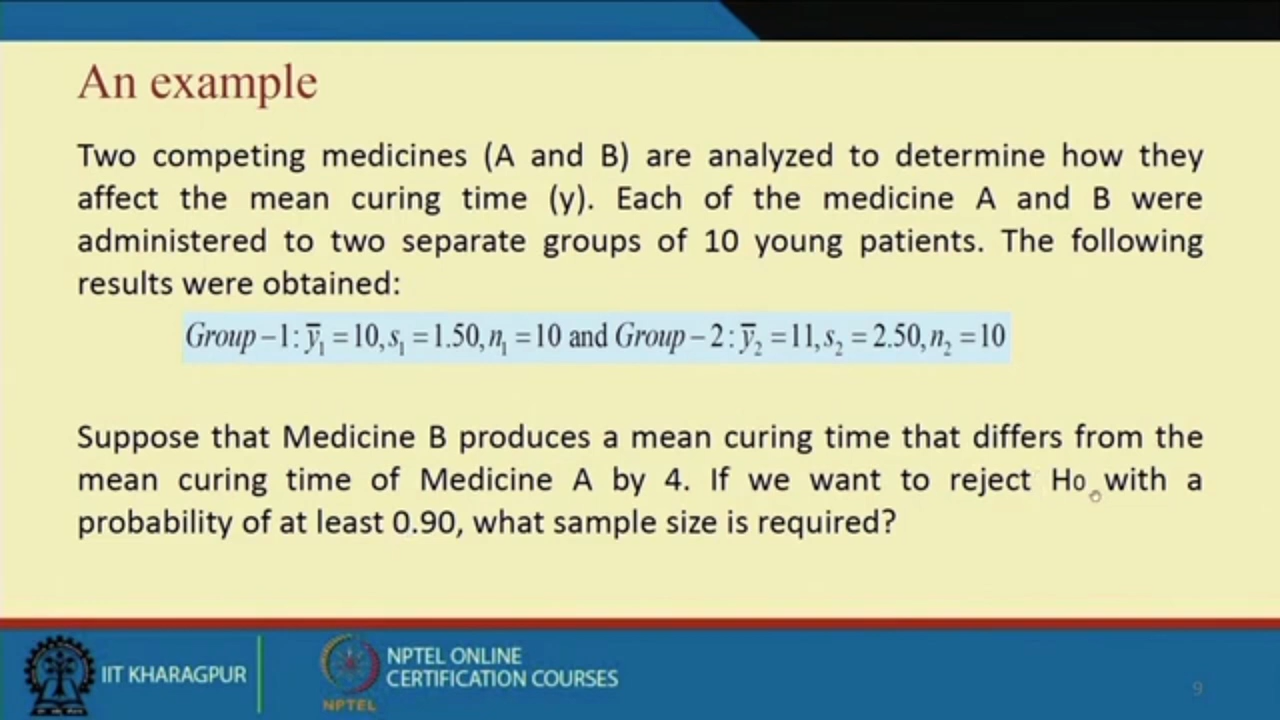 An example
Two competing medicines (A and B) are analyzed to determine how they
affect the mean curing time (y). Each of the medicine A and B were
administered to two separate groups of 10 young patients. The following
results were obtained:
Group – 1: ȳ₁ = 10, s₁ = 1.50, n₁ = 10 and Group – 2: ȳ₂ = 11, s₂ = 2.50, n₂ = 10
Suppose that Medicine B produces a mean curing time that differs from the
mean curing time of Medicine A by 4. If we want to reject H0 with a
probability of at least 0.90, what sample size is required?
IIT KHARAGPUR
NPTEL ONLINE
CERTIFICATION COURSES
NPTEL
9